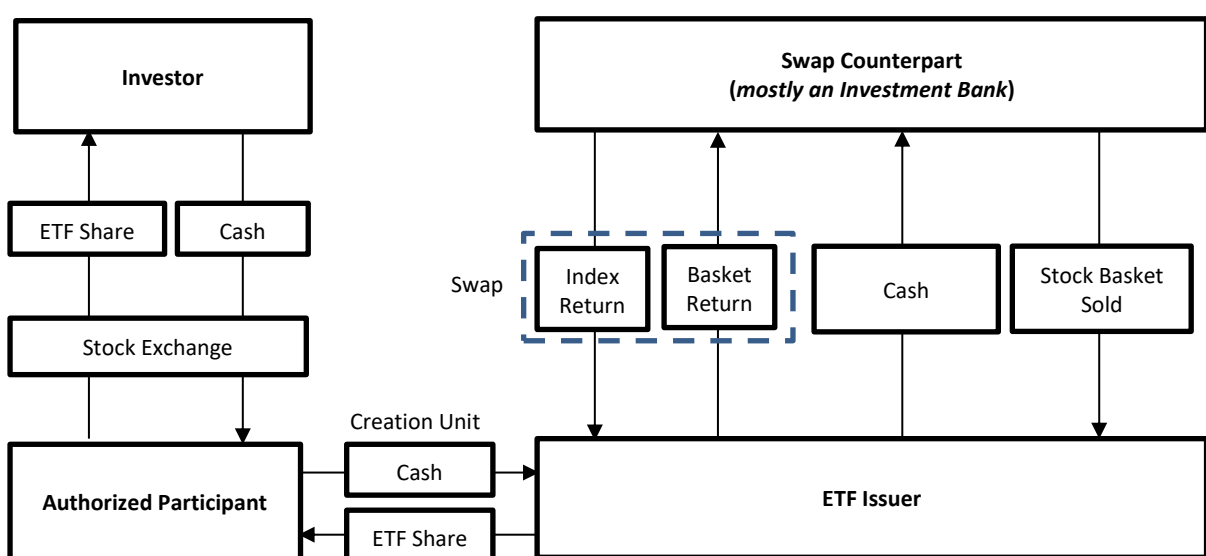 Investor
Swap Counterpart
(mostly an Investment Bank)
ETF Share
Cash
Swap
Index
Return
Basket
Return
Cash
Stock Basket
Sold
Stock Exchange
Creation Unit
Cash
Authorized Participant
ETF Issuer
ETF Share